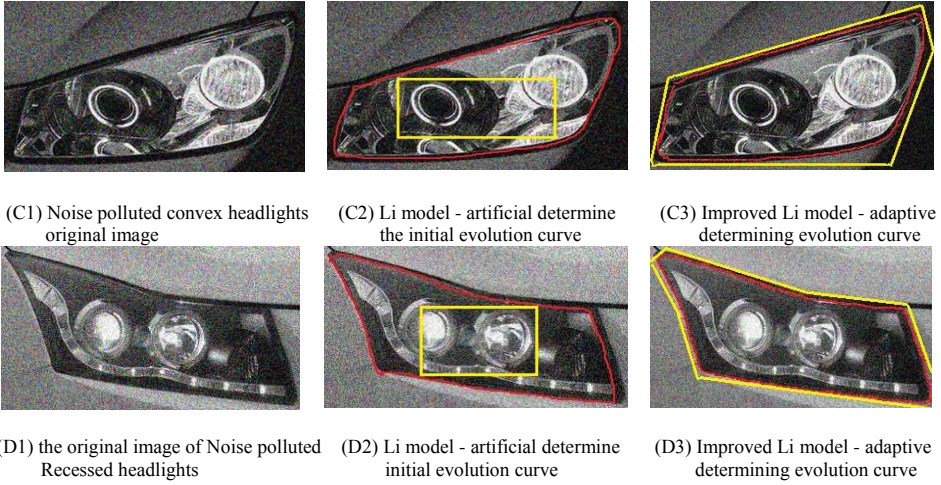 (C1) Noise polluted convex headlights
original image
(C2) Li model - artificial determine
the initial evolution curve
(C3) Improved Li model - adaptive
determining evolution curve
(D1) the original image of Noise polluted
Recessed headlights
(D2) Li model - artificial determine
initial evolution curve
(D3) Improved Li model - adaptive
determining evolution curve